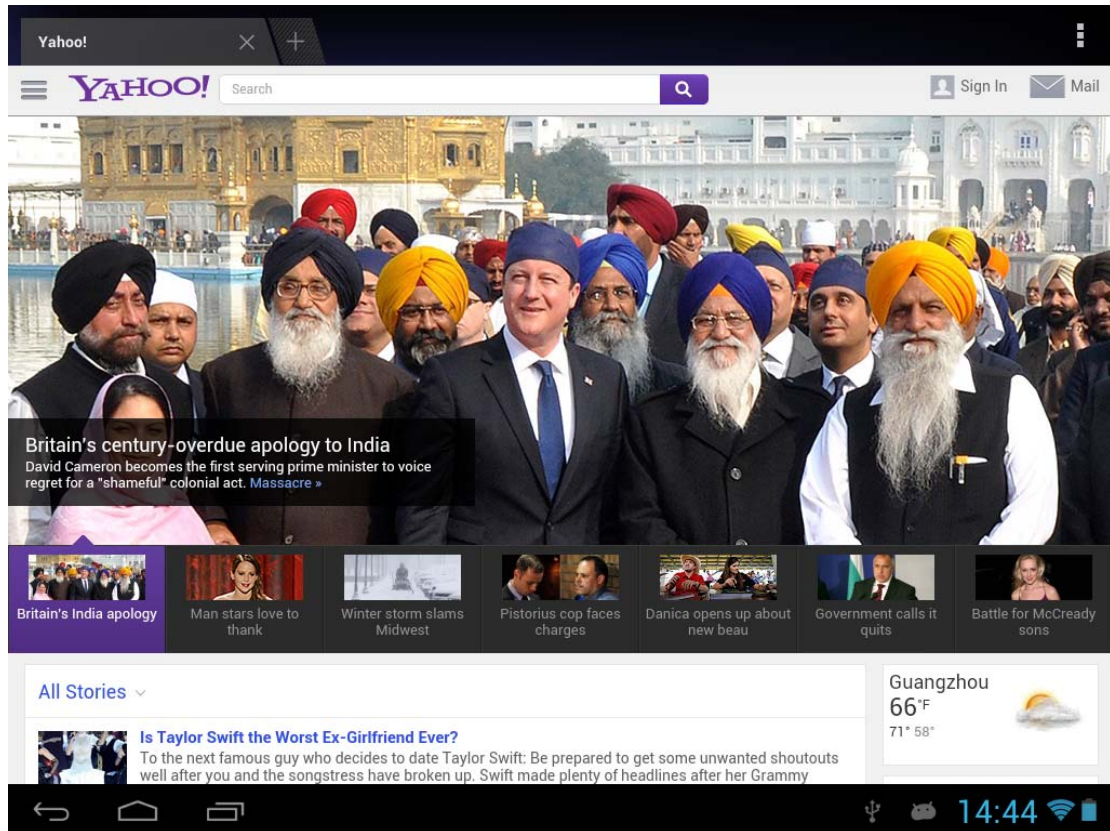 Yahoo!
YAHOO!
Search
Sign In
Mail
Britain's century-overdue apology to India
David Cameron becomes the first serving prime minister to voice
regret for a "shameful" colonial act. Massacre »
Britain's India apology
Man stars love to
thank
Winter storm slams
Midwest
Pistorius cop faces
charges
Danica opens up about
new beau
Government calls it
quits
Battle for McCready
sons
All Stories
Is Taylor Swift the Worst Ex-Girlfriend Ever?
To the next famous guy who decides to date Taylor Swift: Be prepared to get some unwanted shoutouts
well after you and the songstress have broken up. Swift made plenty of headlines after her Grammy
Guangzhou
66°F
71° 58°
14:44